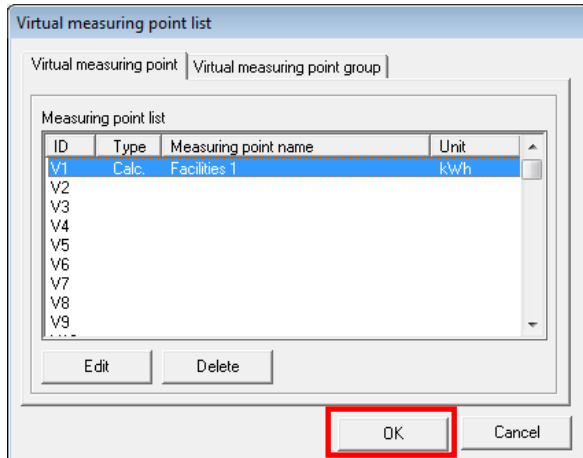 Virtual measuring point list
Virtual measuring point Virtual measuring point group
Measuring point list
ID Type Measuring point name Unit
V1 Calc. Facilities 1 kWh
V2
V3
V4
V5
V6
V7
V8
V9
Edit Delete
OK Cancel